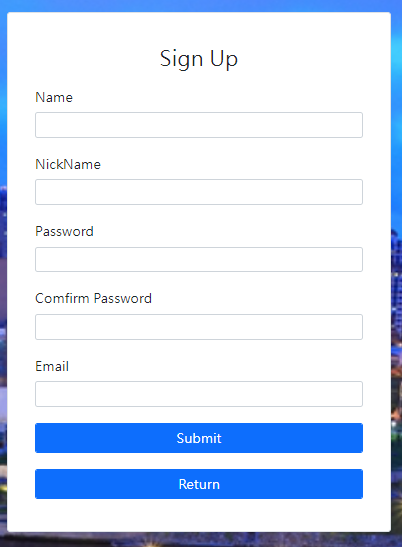 Sign Up
Name
NickName
Password
Comfirm Password
Email
Submit
Return